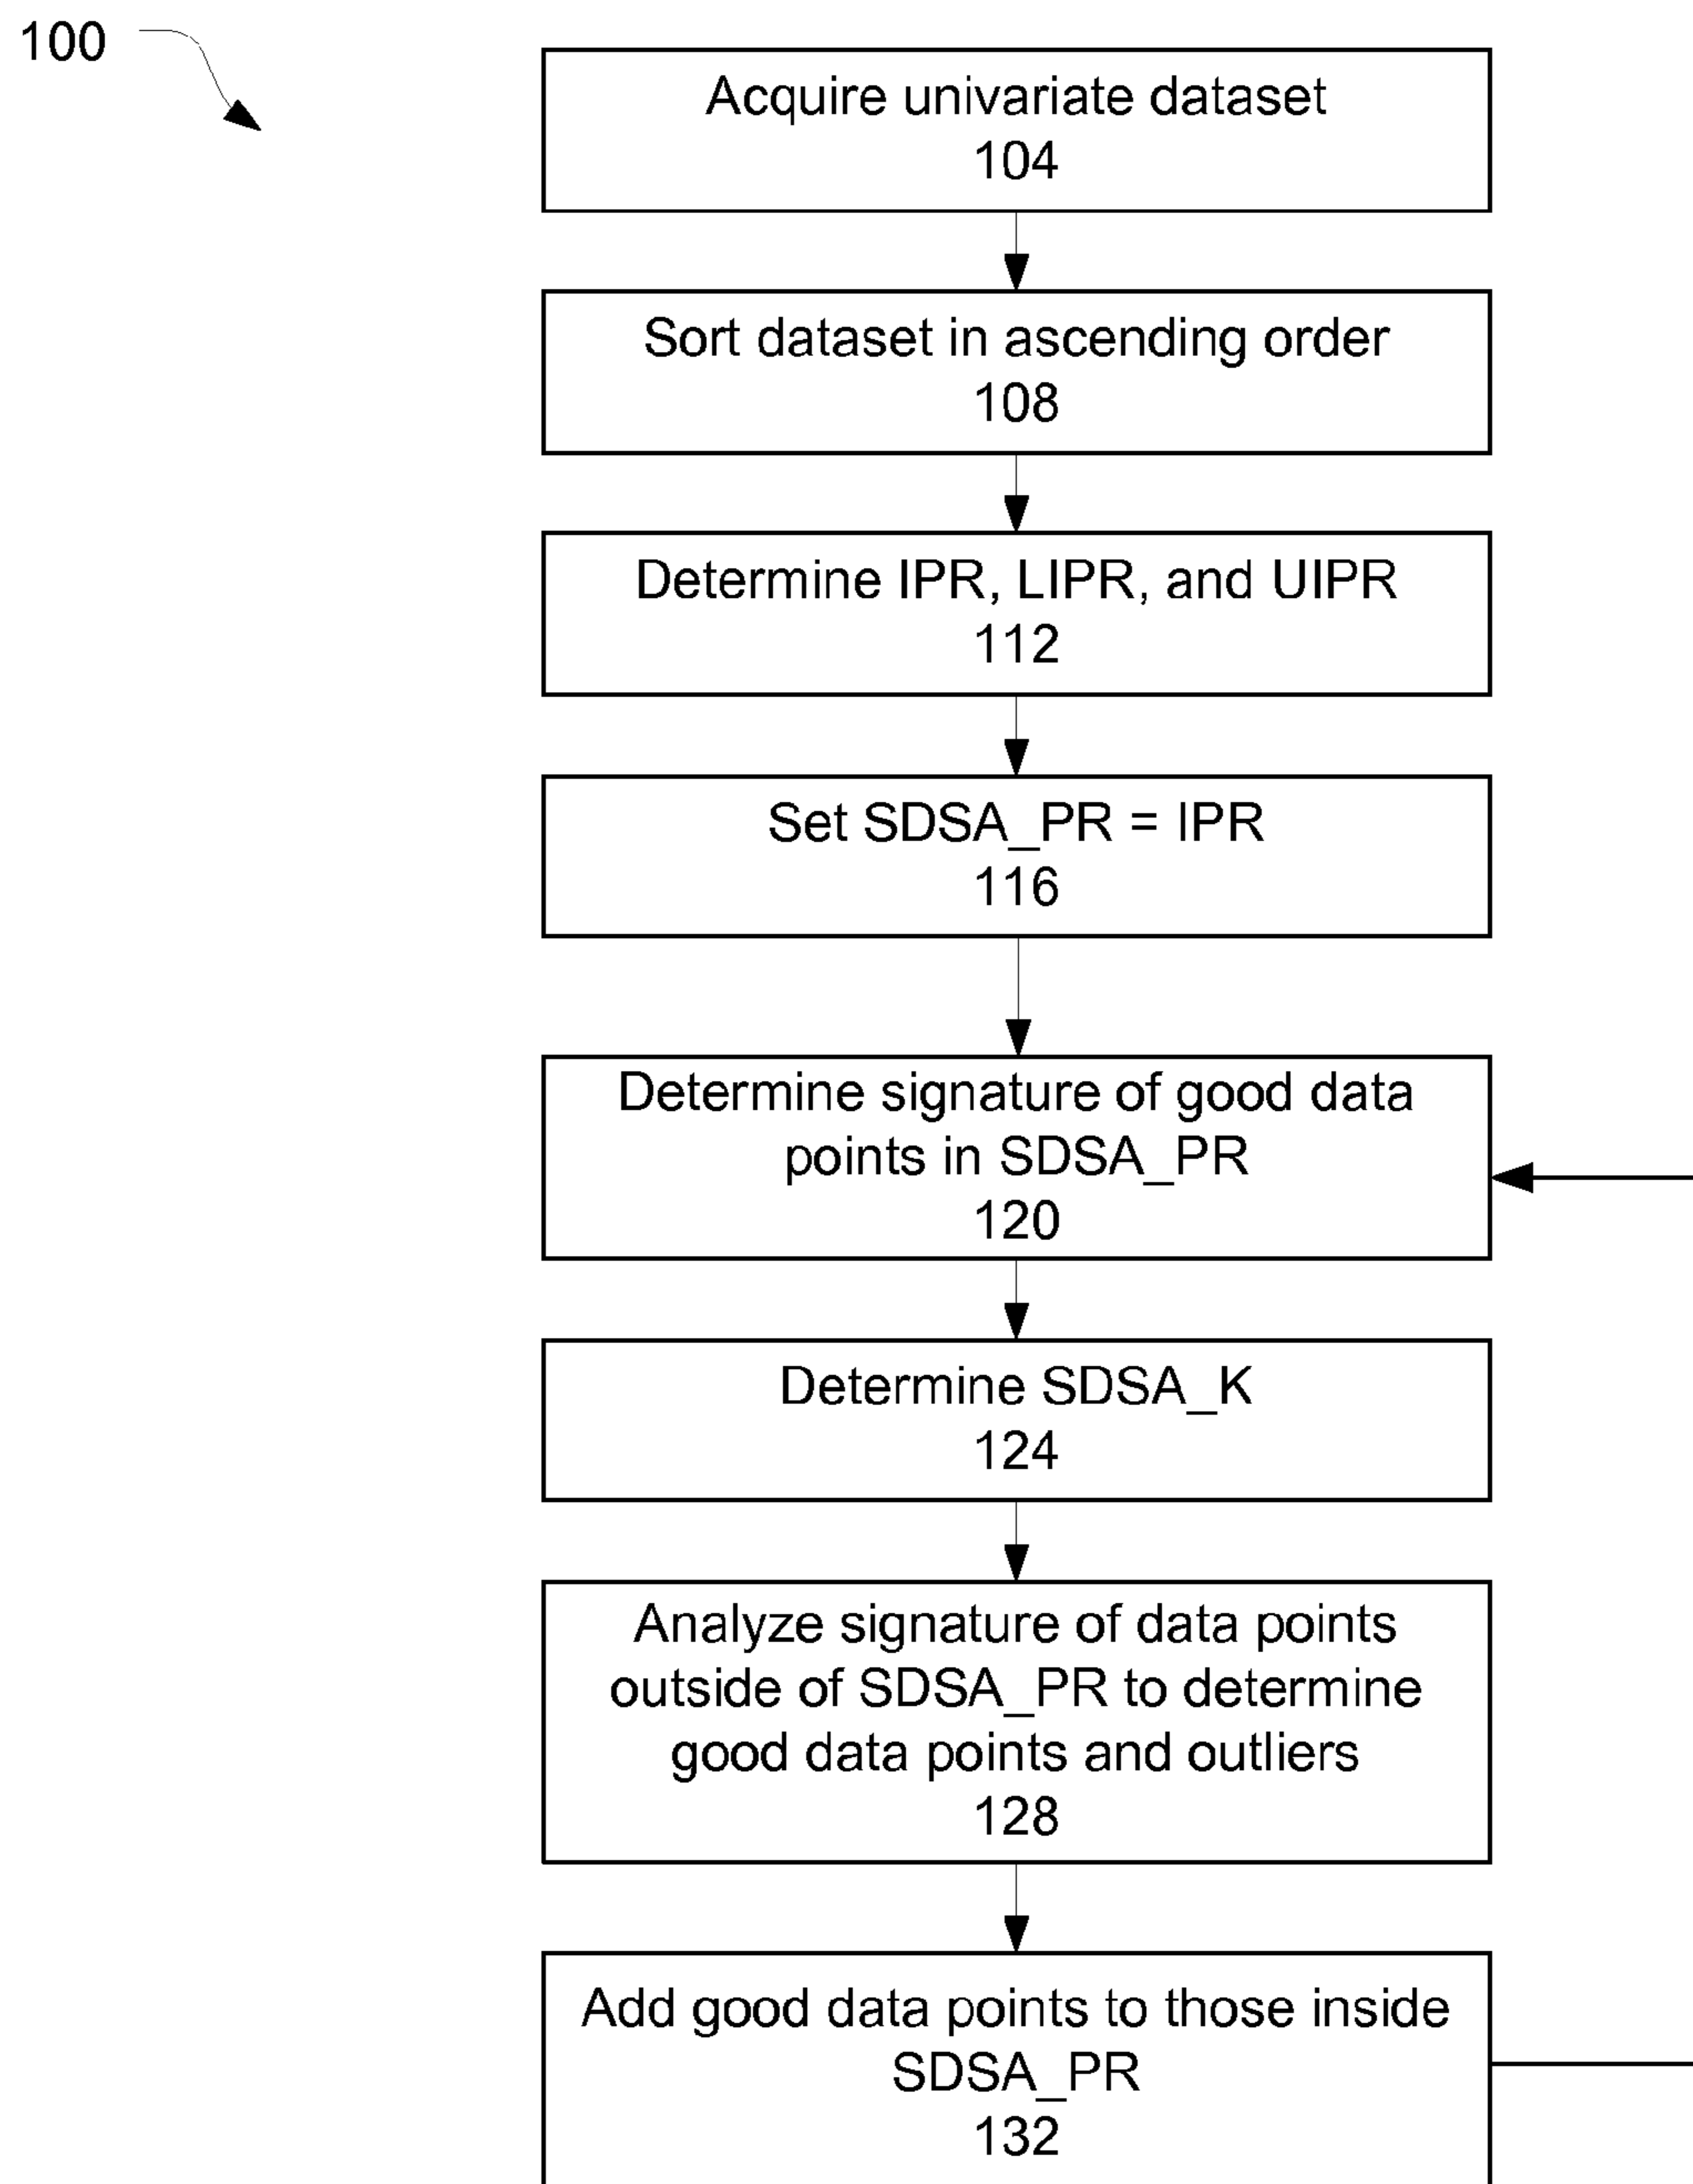 100
Acquire univariate dataset
104
Sort dataset in ascending order
108
Determine IPR, LIPR, and UIPR
112
Set SDSA_PR = IPR
116
Determine signature of good data
points in SDSA_PR
120
Determine SDSA_K
124
Analyze signature of data points
outside of SDSA_PR to determine
good data points and outliers
128
Add good data points to those inside
SDSA_PR
132